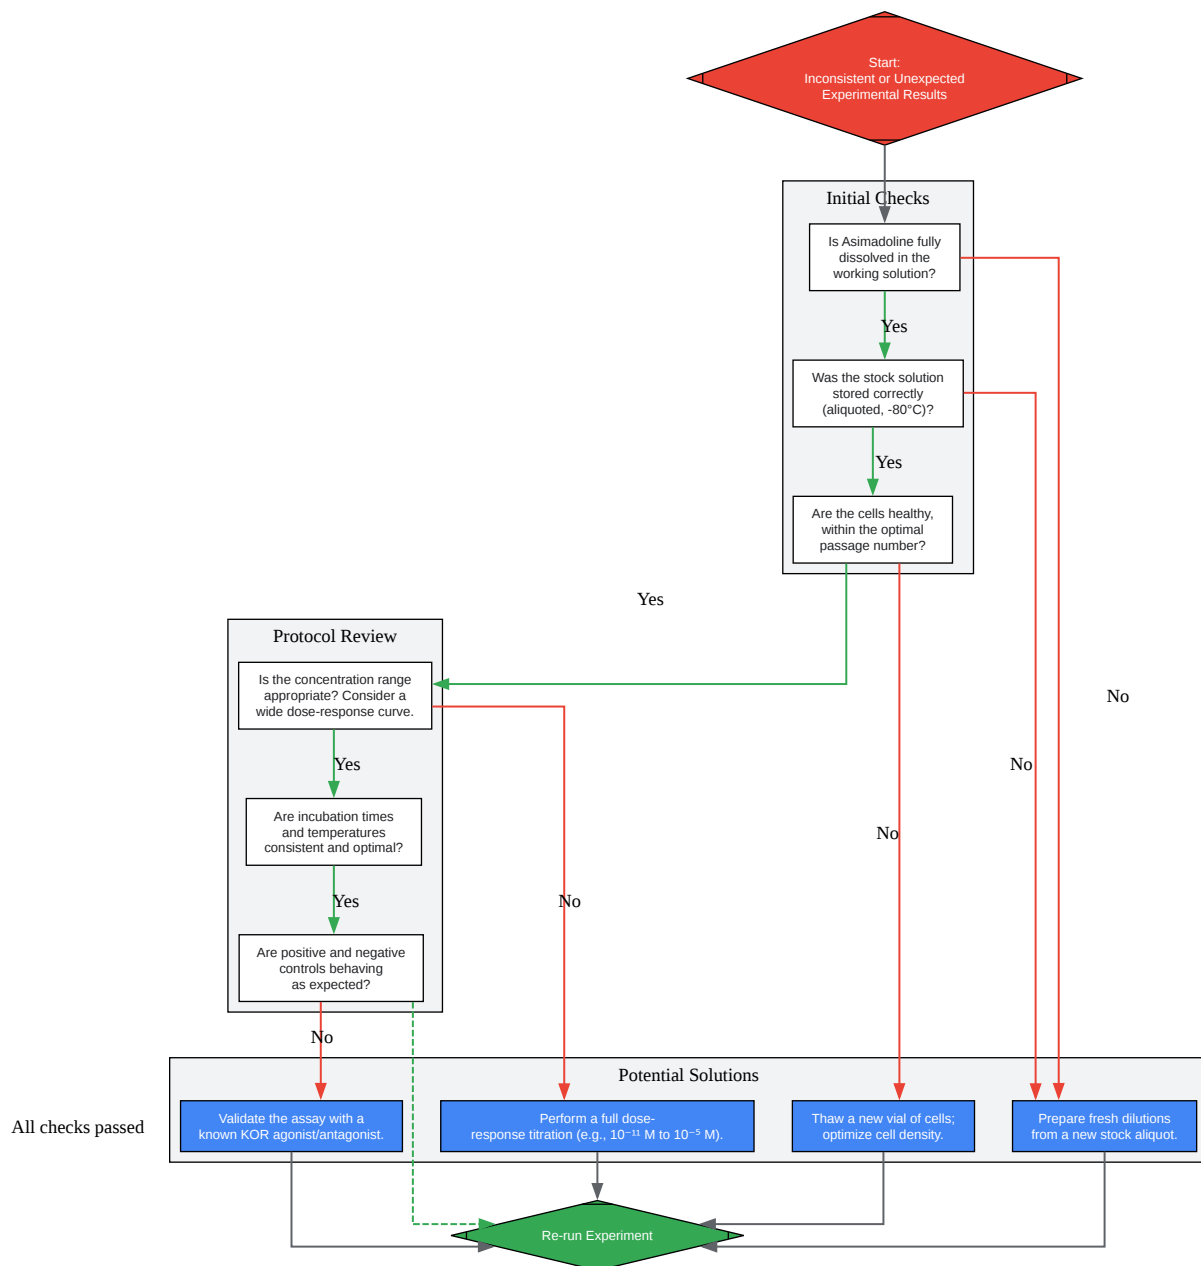 Start:
Inconsistent or Unexpected
Experimental Results
Initial Checks
Is Asimadoline fully
dissolved in the
working solution?
Yes
Was the stock solution
stored correctly
(aliquoted, -80°C)?
Yes
Are the cells healthy,
within the optimal
passage number?
Yes
Protocol Review
Is the concentration range
appropriate? Consider a
wide dose-response curve.
No
Yes
No
Are incubation times
and temperatures
consistent and optimal?
No
Yes
No
Are positive and negative
controls behaving
as expected?
No
Potential Solutions
All checks passed
Validate the assay with a
known KOR agonist/antagonist.
Perform a full dose-
response titration (e.g., 10⁻¹¹ M to 10⁻⁵ M).
Thaw a new vial of cells;
optimize cell density.
Prepare fresh dilutions
from a new stock aliquot.
Re-run Experiment